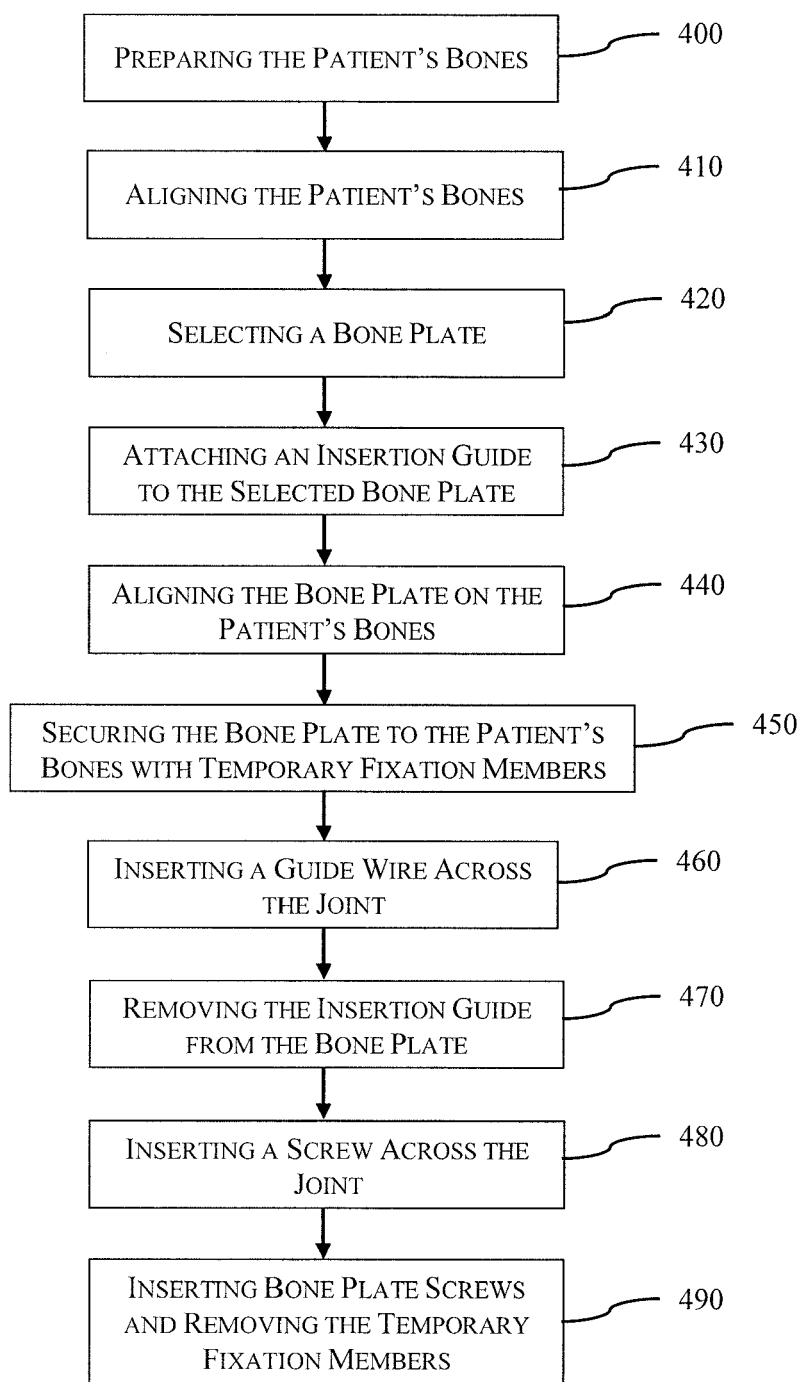 PREPARING THE PATIENT'S BONES
400
ALIGNING THE PATIENT'S BONES
410
SELECTING A BONE PLATE
420
ATTACHING AN INSERTION GUIDE
TO THE SELECTED BONE PLATE
430
ALIGNING THE BONE PLATE ON THE
PATIENT'S BONES
440
SECURING THE BONE PLATE TO THE PATIENT'S
BONES WITH TEMPORARY FIXATION MEMBERS
450
INSERTING A GUIDE WIRE ACROSS
THE JOINT
460
REMOVING THE INSERTION GUIDE
FROM THE BONE PLATE
470
INSERTING A SCREW ACROSS THE
JOINT
480
INSERTING BONE PLATE SCREWS
AND REMOVING THE TEMPORARY
FIXATION MEMBERS
490